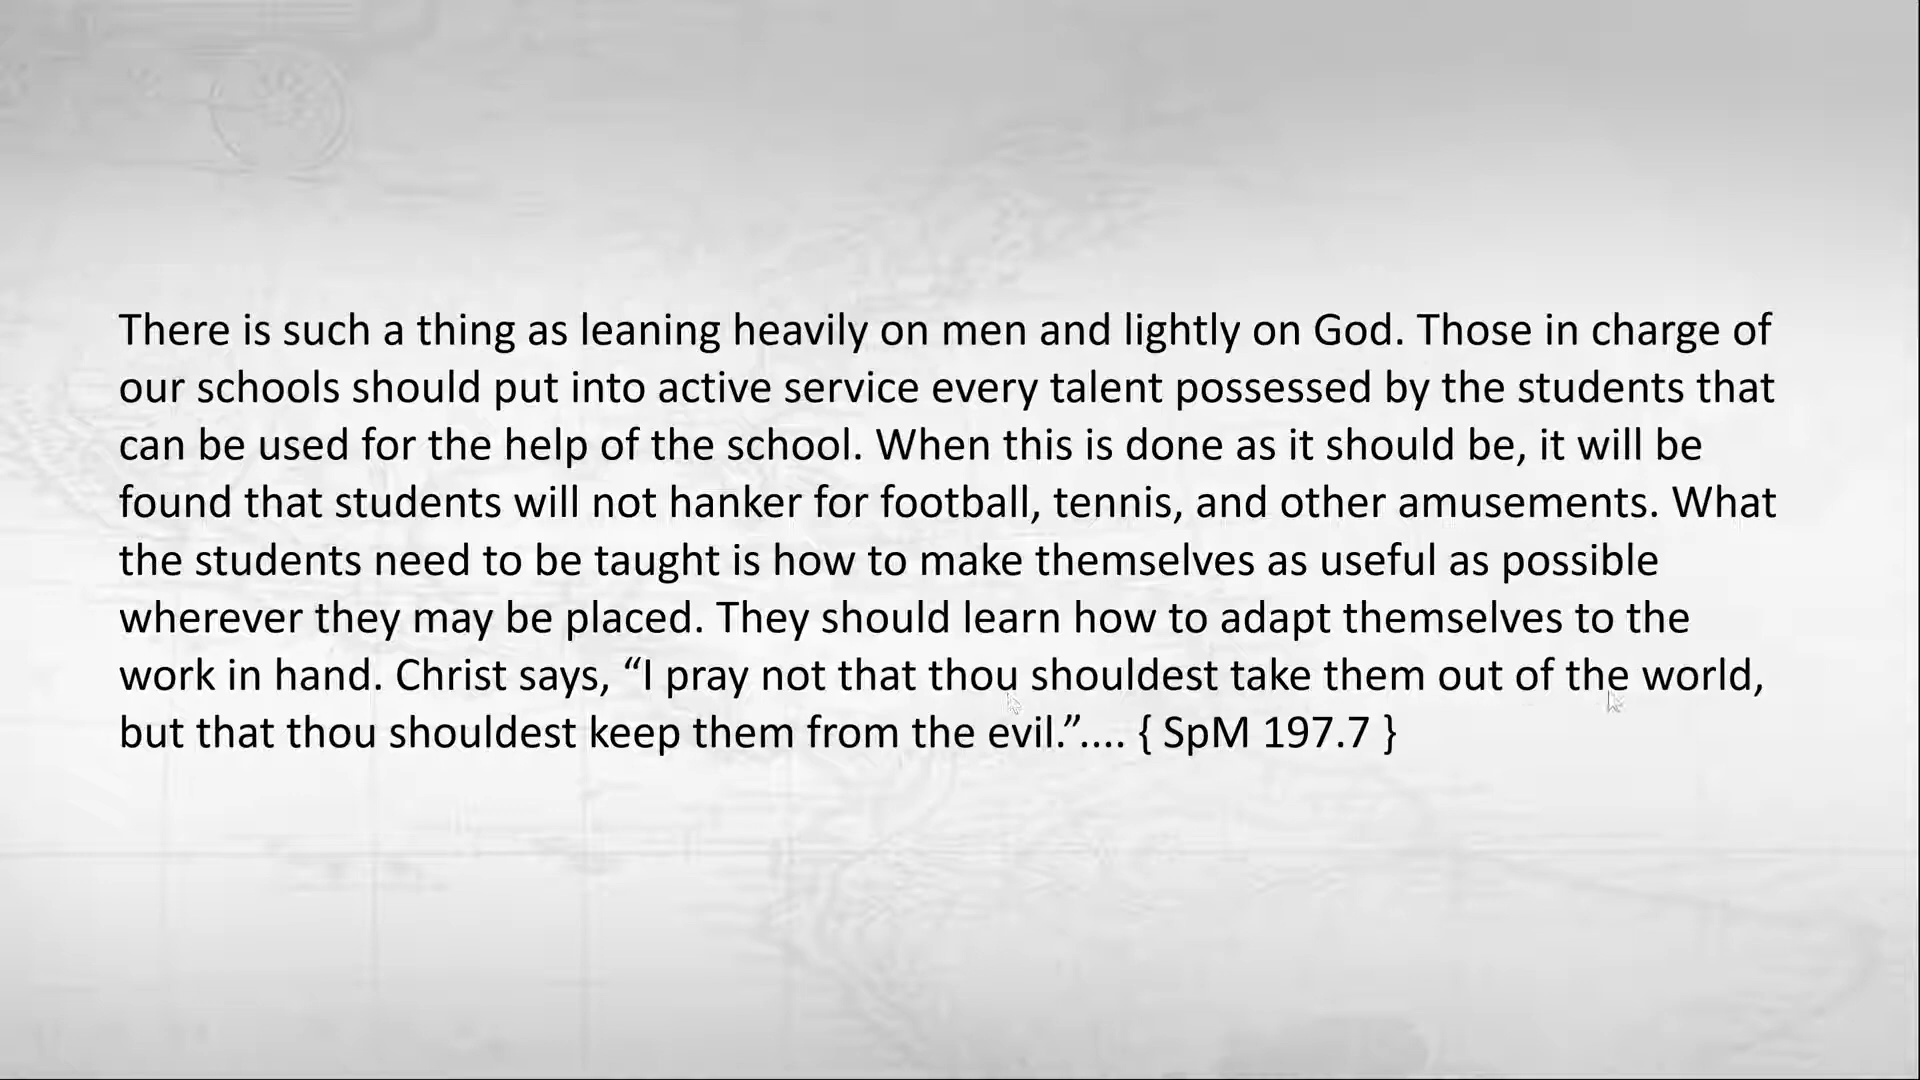 There is such a thing as leaning heavily on men and lightly on God. Those in charge of
our schools should put into active service every talent possessed by the students that
can be used for the help of the school. When this is done as it should be, it will be
found that students will not hanker for football, tennis, and other amusements. What
the students need to be taught is how to make themselves as useful as possible
wherever they may be placed. They should learn how to adapt themselves to the
work in hand. Christ says, “I pray not that thou shouldest take them out of the world,
but that thou shouldest keep them from the evil.”.... { SpM 197.7 }